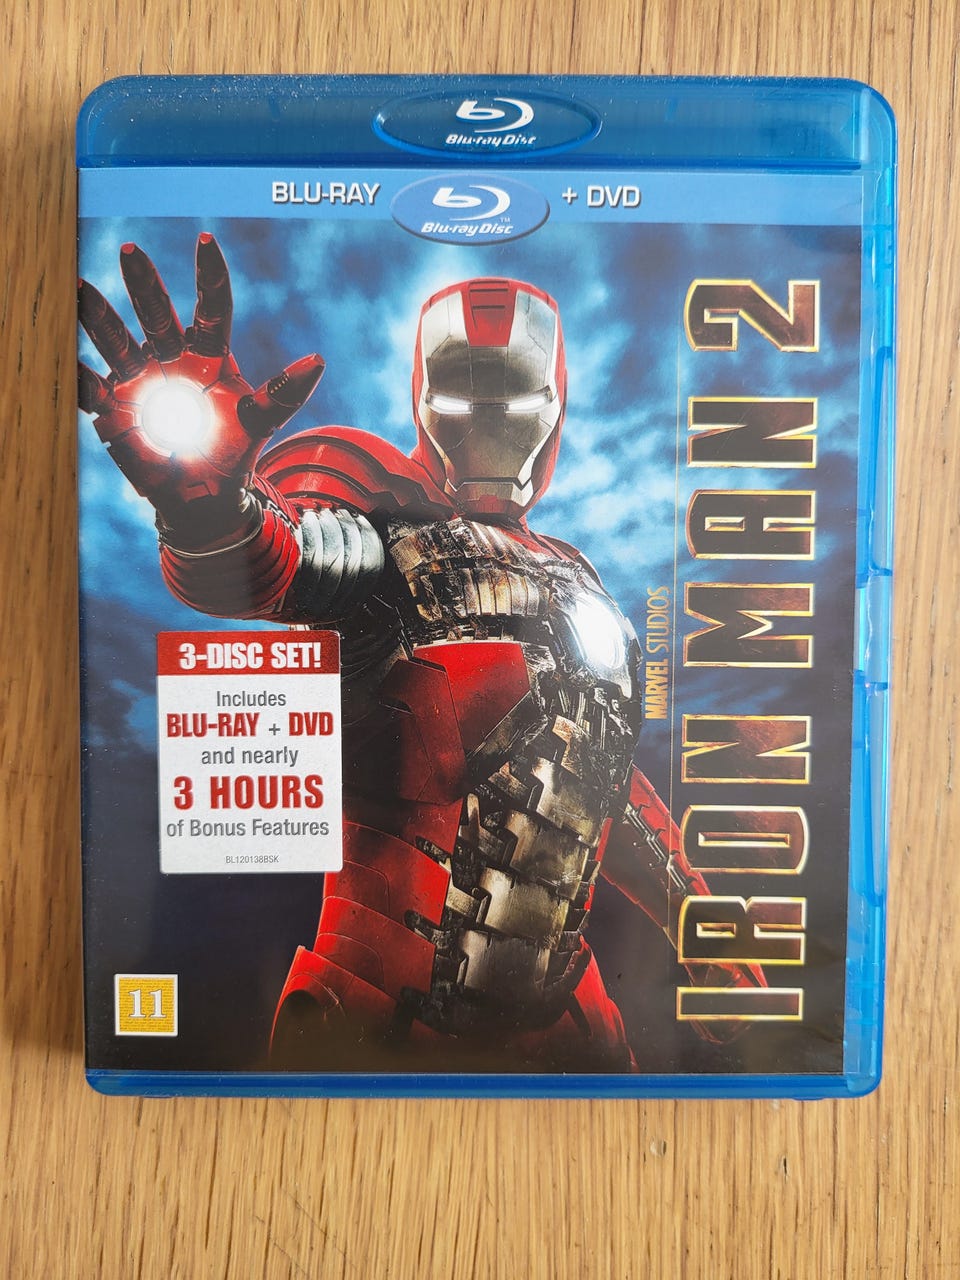 Blu-ray Disc
BLU-RAY
Blu-ray Disc™
+ DVD
IRON MAN 2
MARVEL STUDIOS
3-DISC SET!
Includes
BLU-RAY + DVD
and nearly
3 HOURS
of Bonus Features
BL120138BSK
11